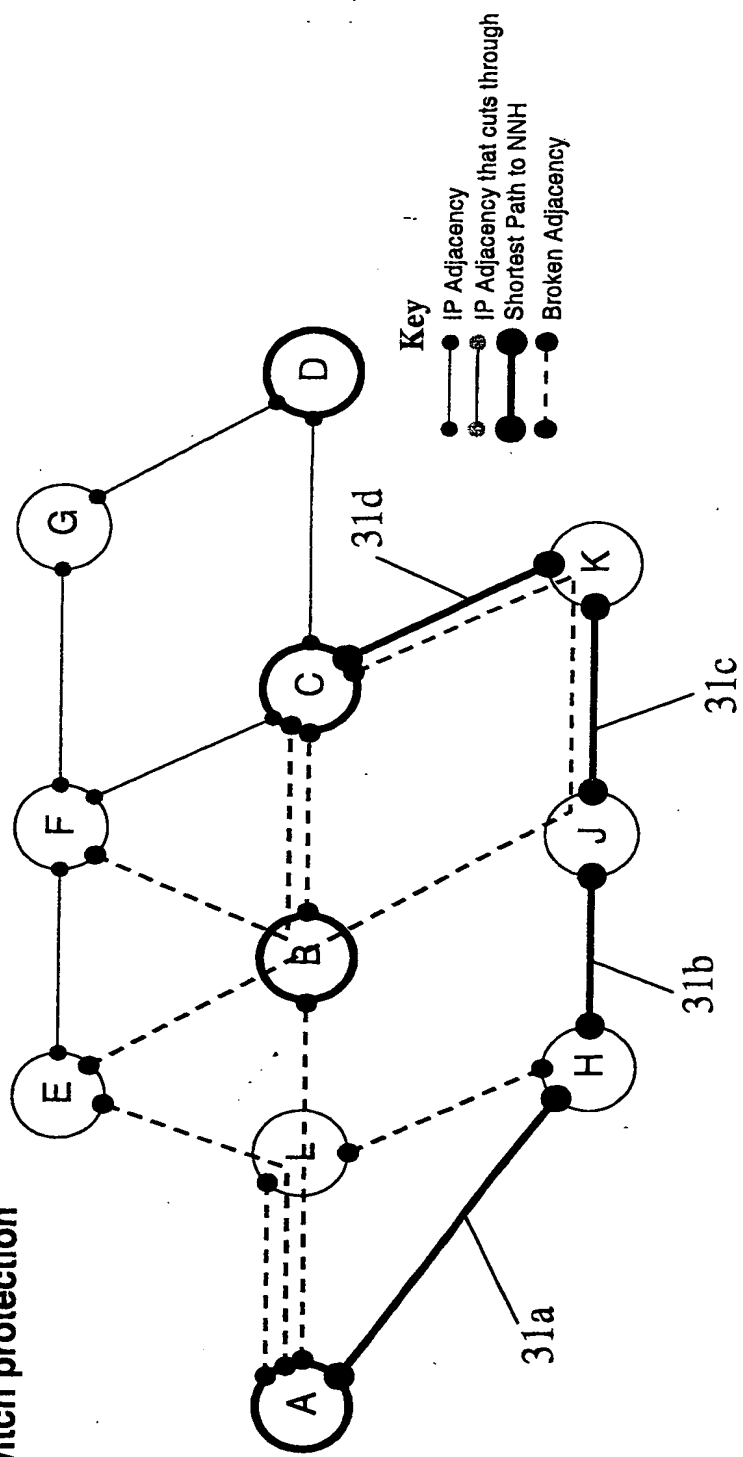 protection
G
D
F
C
E
B
L
A
K
J
H
31a
31b
31c
31d
Key
IP Adjacency
IP Adjacency that cuts through
Shortest Path to NNH
Broken Adjacency